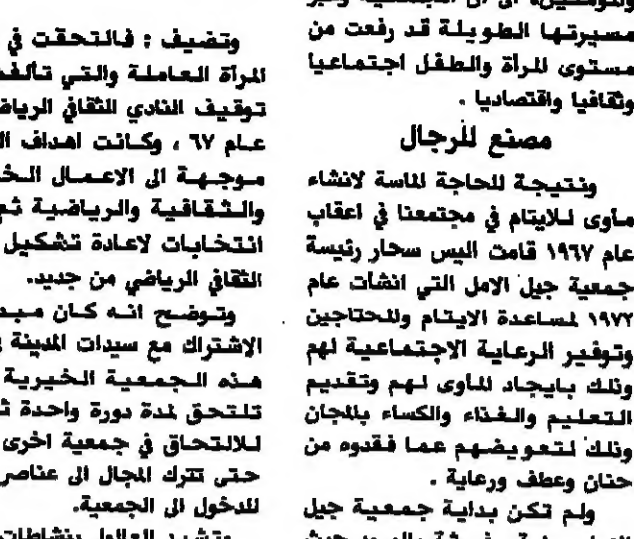 مسيرتها الطويلة قد رفعت من
مستوى المرأة والطفل اجتماعيا
وثقافيا واقتصاديا .
مصنع للرجال
ونتيجة للحاجة الماسة لانشاء
مأوى للايتام في مجتمعنا في اعقاب
عام ١٩٦٧ قامت اليس سحار رئيسة
جمعية جيل الامل التي انشات عام
١٩٧٢ لمساعدة الايتام وللمحتاجين
وتوفير الرعاية الاجتماعية لهم
وذلك بايجاد المأوى لهم وتقديم
التعليم والغذاء والكساء بالمجان
وذلك لتعويضهم عما فقدوه من
حنان وعطف ورعاية .
ولم تكن بداية جمعية جيل
وتضيف : فالتحقت في
المرأة العاملة والتي تألفت
توقيف النادي الثقافي
عام ٦٧ ، وكانت اهداف
موجهة الى الاعمال
والثقافية والرياضية ثم
انتخابات لاعادة تشكيل
الثقافي الرياضي من جديد.
وتوضح انه كان
الاشتراك مع سيدات المدينة
هذه الجمعية الخيرية
تلتحق لمدة دورة واحدة
للالتحاق في جمعية اخرى
حتى تترك المجال الى
للدخول الى الجمعية.